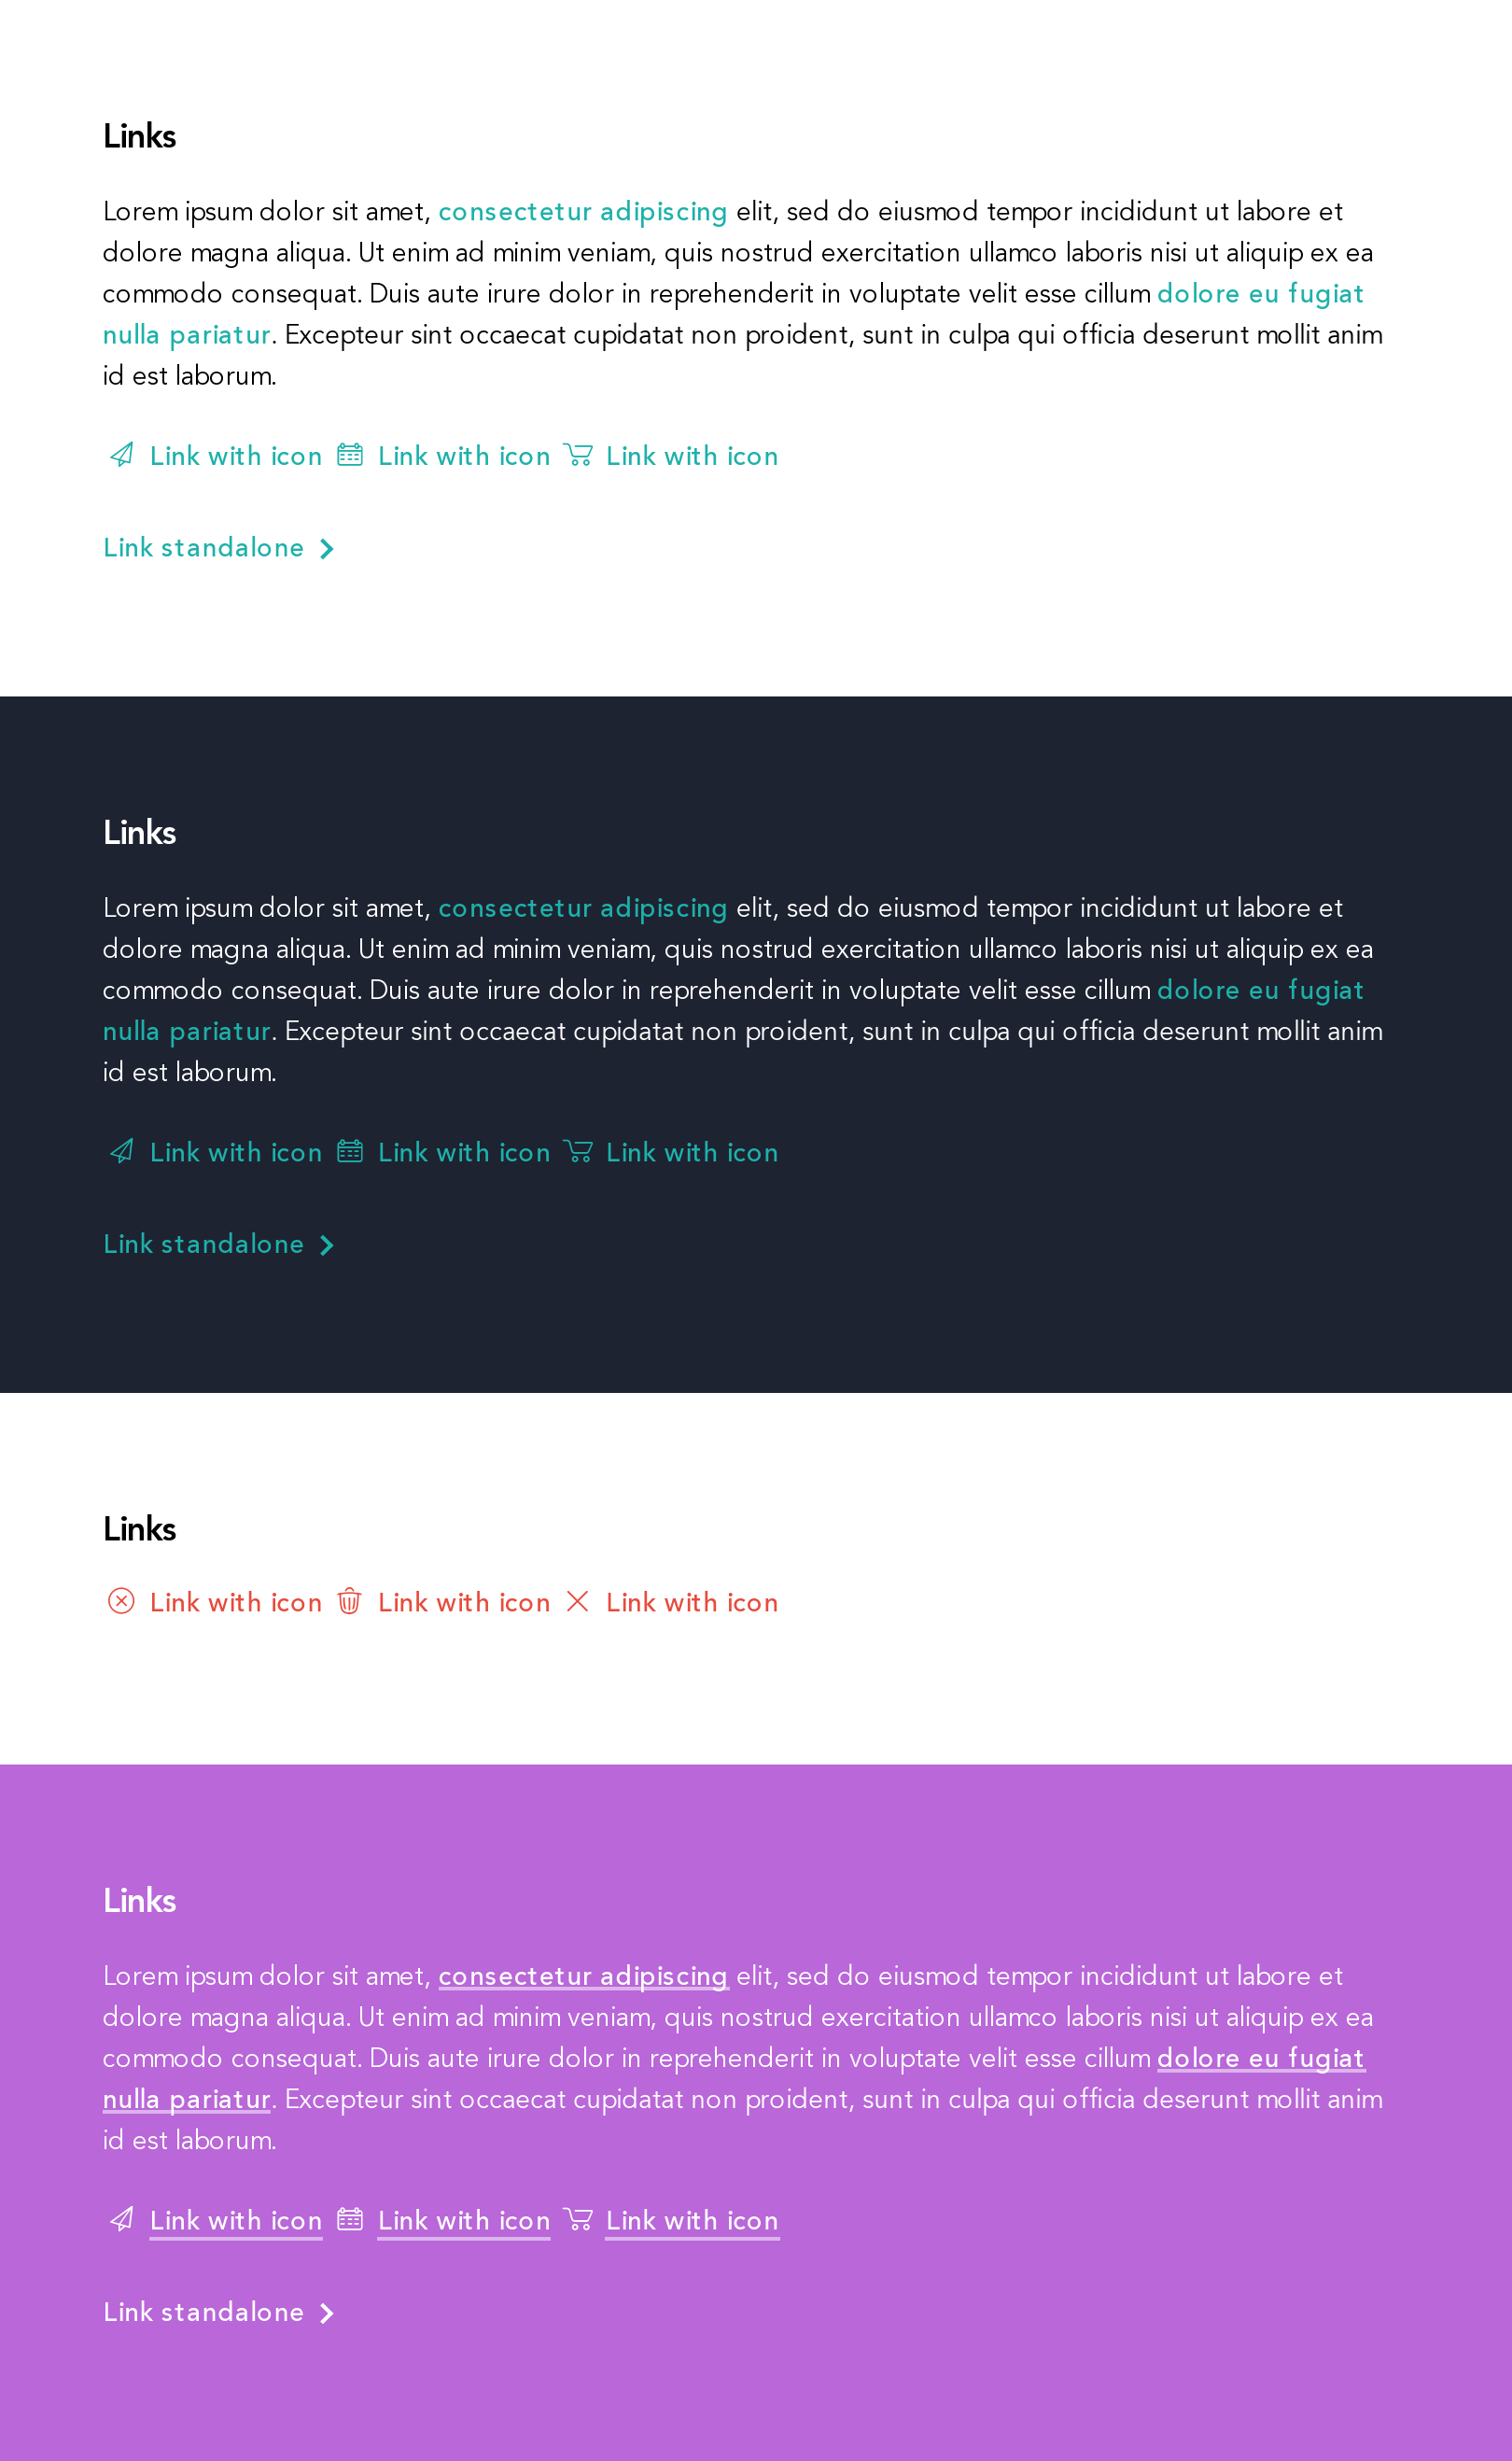 Links
Lorem ipsum dolor sit amet, consectetur adipiscing elit, sed do eiusmod tempor incididunt ut labore et
dolore magna aliqua. Ut enim ad minim veniam, quis nostrud exercitation ullamco laboris nisi ut aliquip ex ea
commodo consequat. Duis aute irure dolor in reprehenderit in voluptate velit esse cillum dolore eu fugiat
nulla pariatur. Excepteur sint occaecat cupidatat non proident, sunt in culpa qui officia deserunt mollit anim
id est laborum.
Link with icon Link with icon Link with icon
Link standalone
Links
Lorem ipsum dolor sit amet, consectetur adipiscing elit, sed do eiusmod tempor incididunt ut labore et
dolore magna aliqua. Ut enim ad minim veniam, quis nostrud exercitation ullamco laboris nisi ut aliquip ex ea
commodo consequat. Duis aute irure dolor in reprehenderit in voluptate velit esse cillum dolore eu fugiat
nulla pariatur. Excepteur sint occaecat cupidatat non proident, sunt in culpa qui officia deserunt mollit anim
id est laborum.
Link with icon Link with icon Link with icon
Link standalone
Links
Link with icon Link with icon Link with icon
Links
Lorem ipsum dolor sit amet, consectetur adipiscing elit, sed do eiusmod tempor incididunt ut labore et
dolore magna aliqua. Ut enim ad minim veniam, quis nostrud exercitation ullamco laboris nisi ut aliquip ex ea
commodo consequat. Duis aute irure dolor in reprehenderit in voluptate velit esse cillum dolore eu fugiat
nulla pariatur. Excepteur sint occaecat cupidatat non proident, sunt in culpa qui officia deserunt mollit anim
id est laborum.
Link with icon Link with icon Link with icon
Link standalone